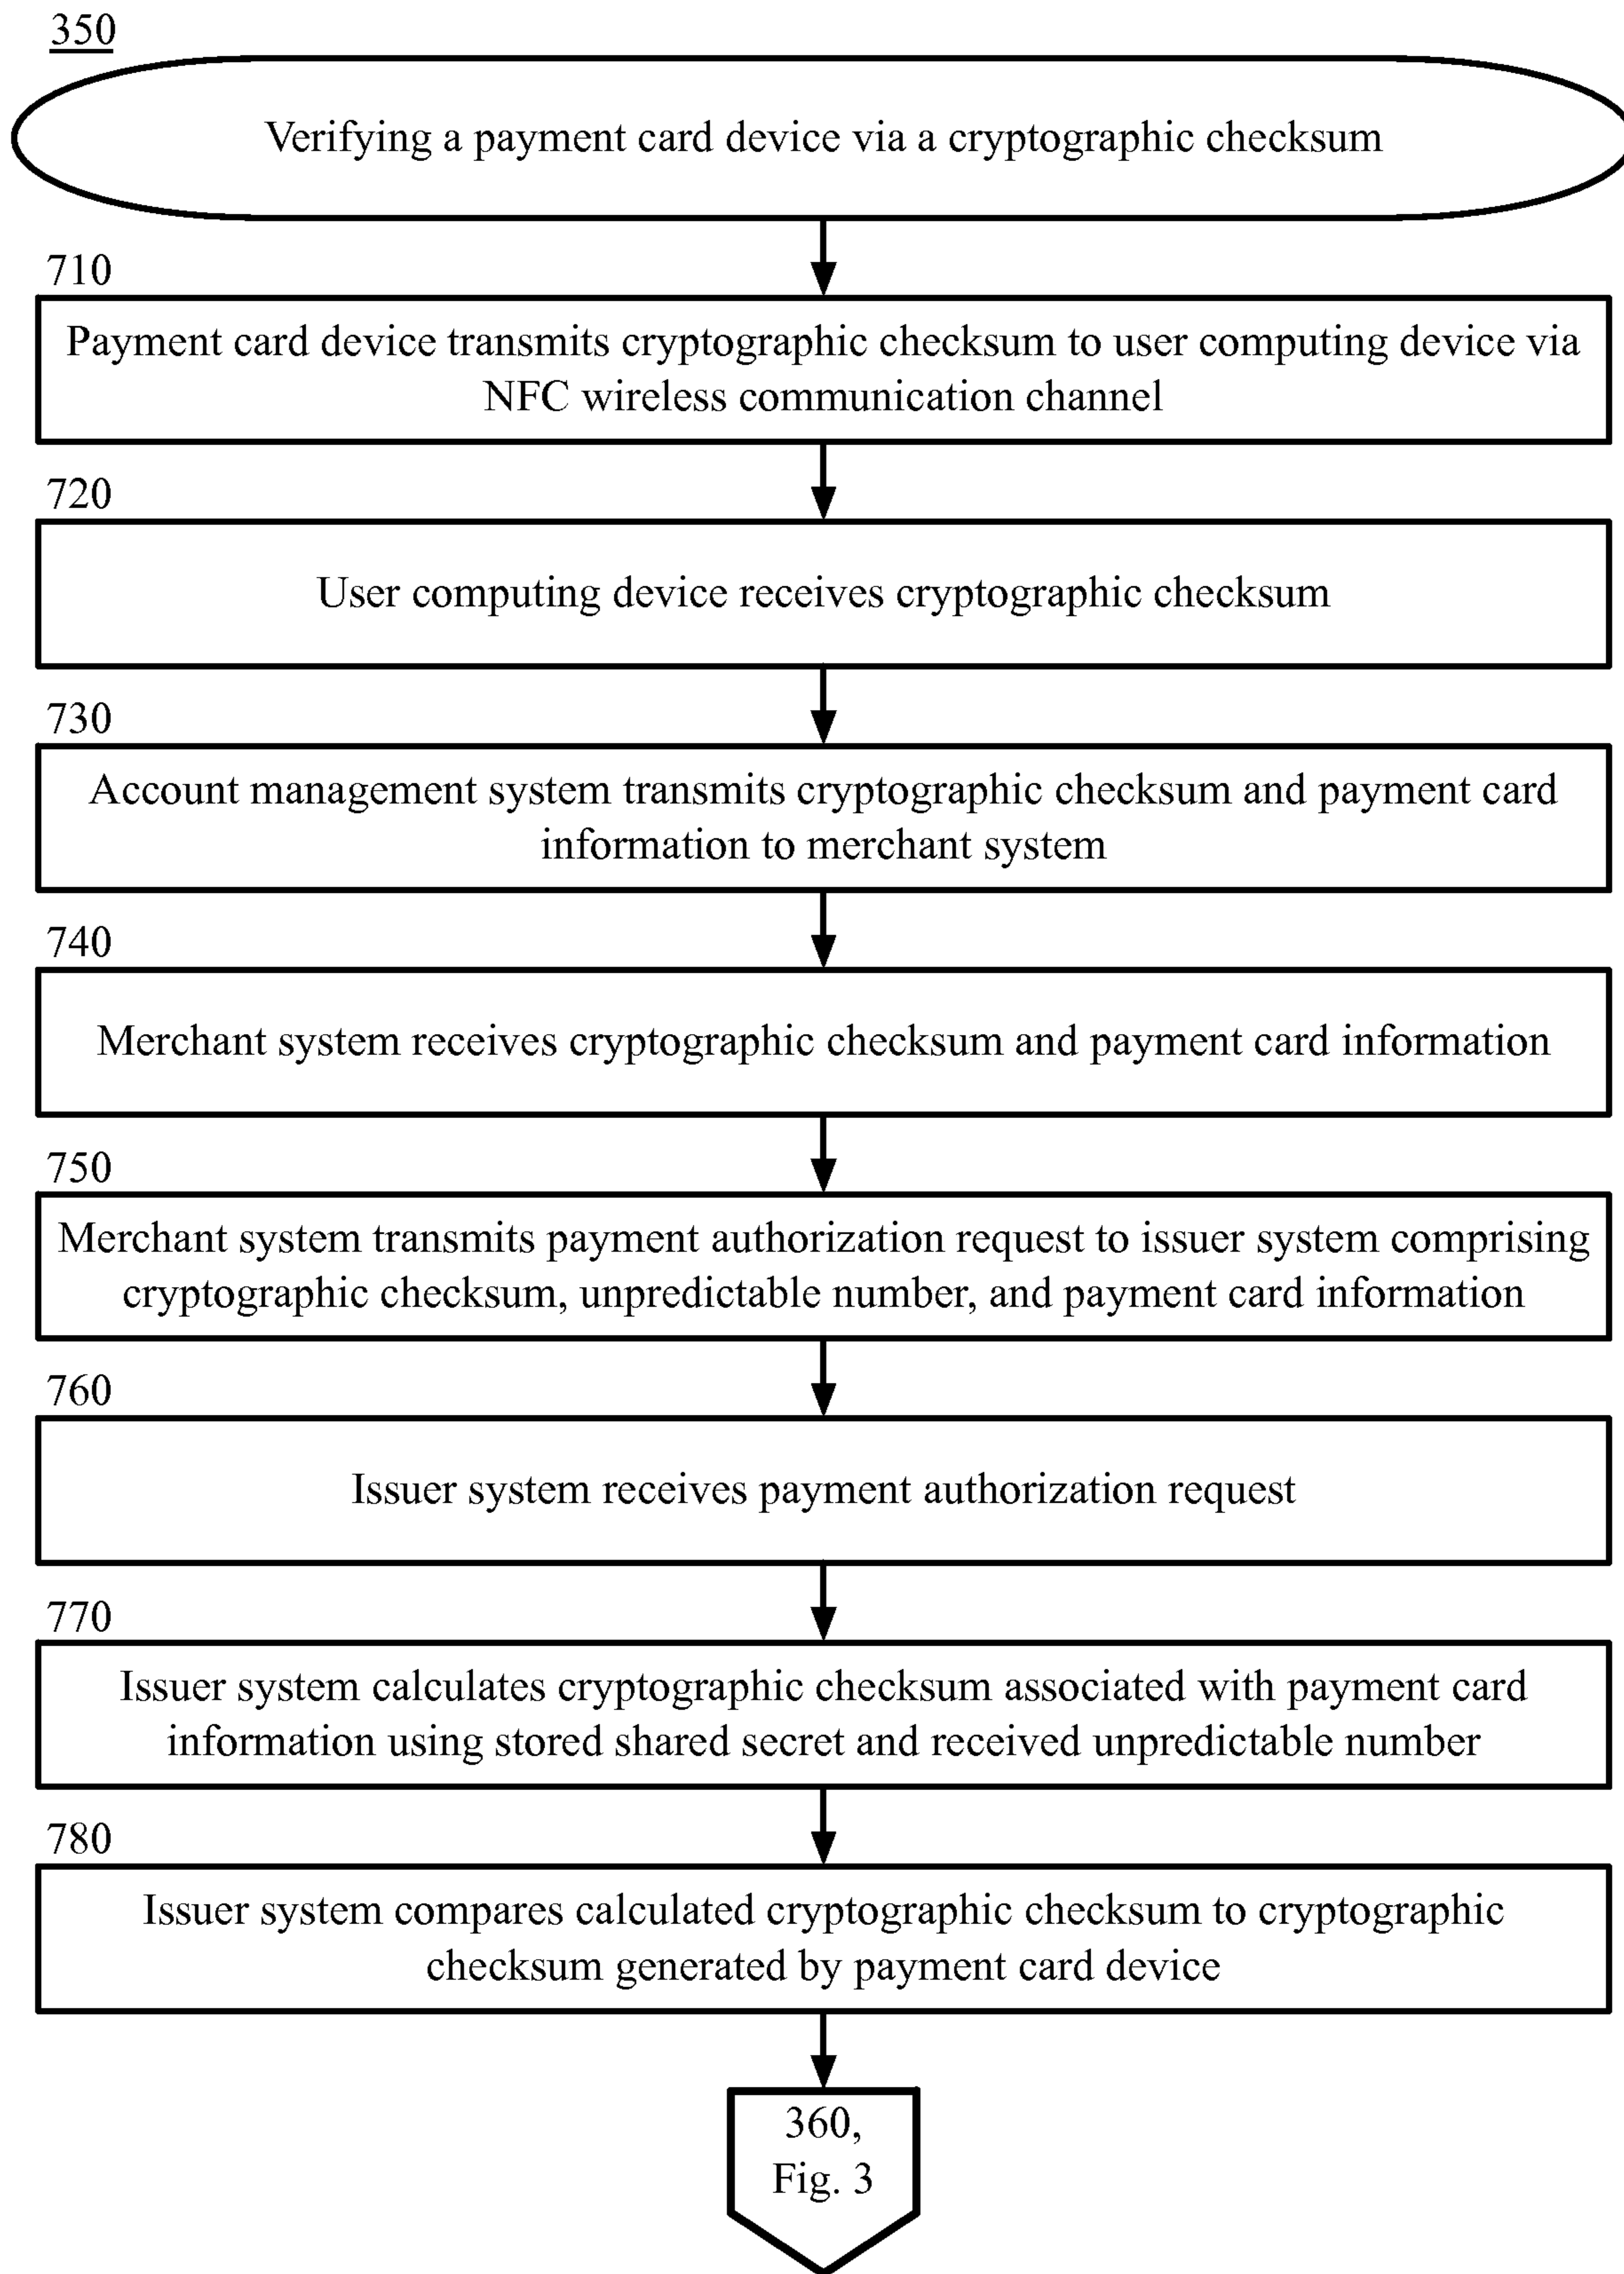 350
Verifying a payment card device via a cryptographic checksum
710
Payment card device transmits cryptographic checksum to user computing device via
NFC wireless communication channel
720
User computing device receives cryptographic checksum
730
Account management system transmits cryptographic checksum and payment card
information to merchant system
740
Merchant system receives cryptographic checksum and payment card information
750
Merchant system transmits payment authorization request to issuer system comprising
cryptographic checksum, unpredictable number, and payment card information
760
Issuer system receives payment authorization request
770
Issuer system calculates cryptographic checksum associated with payment card
information using stored shared secret and received unpredictable number
780
Issuer system compares calculated cryptographic checksum to cryptographic
checksum generated by payment card device
360,
Fig. 3